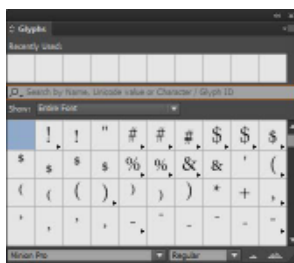 Glyphs
Recently Used:
Search by Name, Unicode value or Character / Glyph ID
Show: Entire Font
! ! " # # # $ $ $
$ $ $ $ % % & & ' (
( ( ( ) ) ) ) * + ,
Minion Pro Regular